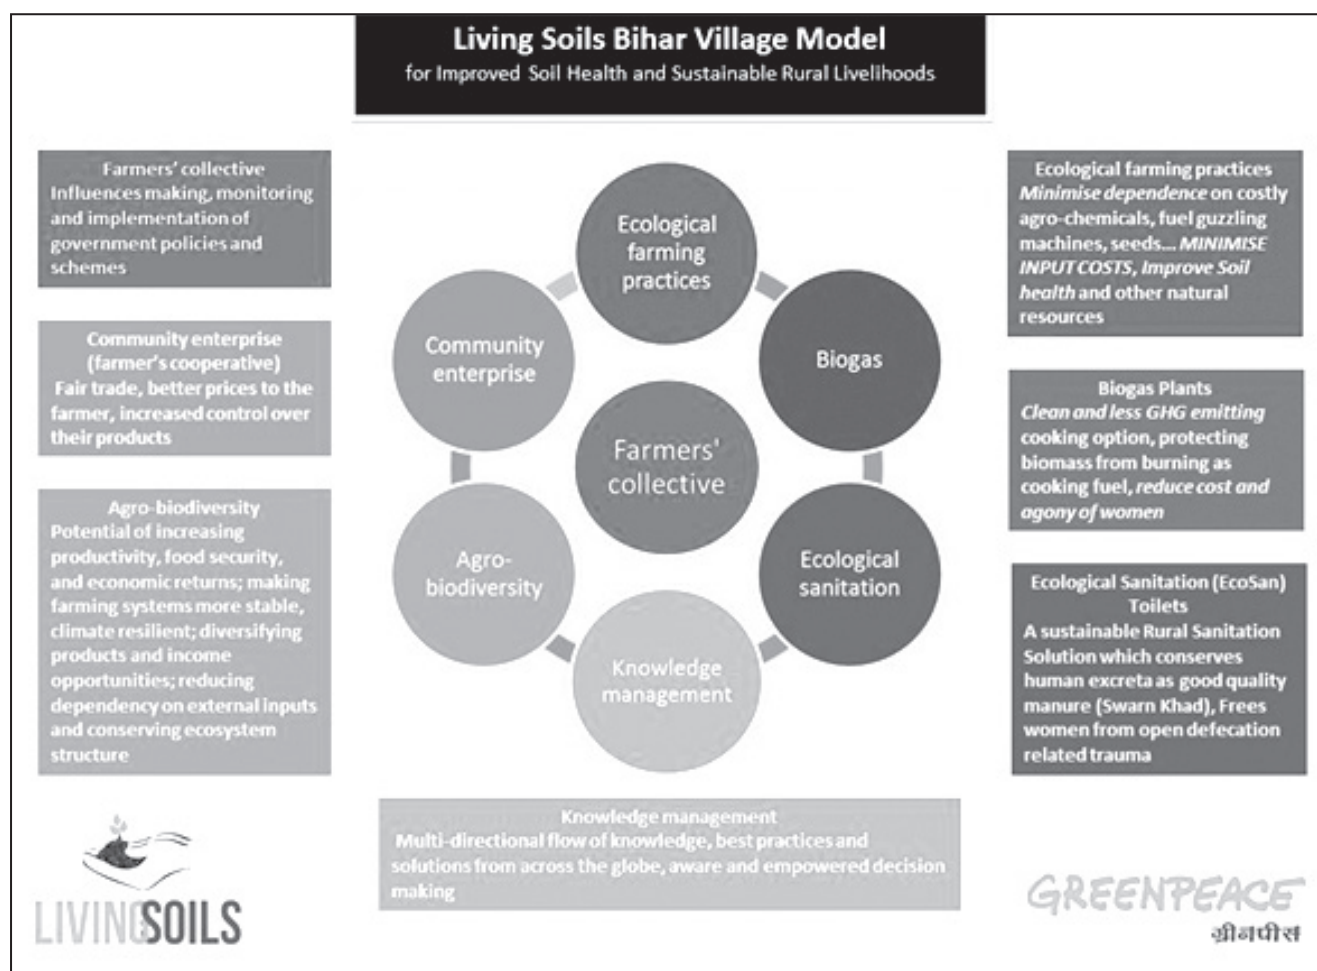 Living Soils Bihar Village Model
for Improved Soil Health and Sustainable Rural Livelihoods
Farmers' collective
Influences making, monitoring
and implementation of
government policies and
schemes
Community enterprise
(farmer's cooperative)
Fair trade, better prices to the
farmer, increased control over
their products
Agro-biodiversity
Potential of increasing
productivity, food security,
and economic returns; making
farming systems more stable,
climate resilient; diversifying
products and income
opportunities; reducing
dependency on external inputs
and conserving ecosystem
structure
Ecological
farming
practices
Community
enterprise
Biogas
Farmers'
collective
Agro-
biodiversity
Ecological
sanitation
Knowledge
management
Ecological farming practices
Minimise dependence on costly
agro-chemicals, fuel guzzling
machines, seeds... MINIMISE
INPUT COSTS, Improve Soil
health and other natural
resources
Biogas Plants
Clean and less GHG emitting
cooking option, protecting
biomass from burning as
cooking fuel, reduce cost and
agony of women
Ecological Sanitation (EcoSan)
Toilets
A sustainable Rural Sanitation
Solution which conserves
human excreta as good quality
manure (Swarn Khad), Frees
women from open defecation
related trauma
Knowledge management
Multi-directional flow of knowledge, best practices and
solutions from across the globe, aware and empowered decision
making
LIVINGSOILS
GREENPEACE
ग्रीनपीस